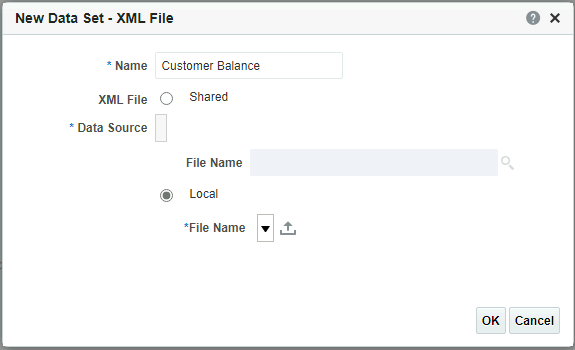 New Data Set - XML File
* Name Customer Balance
XML File Shared
* Data Source
File Name
Local
*File Name
OK Cancel